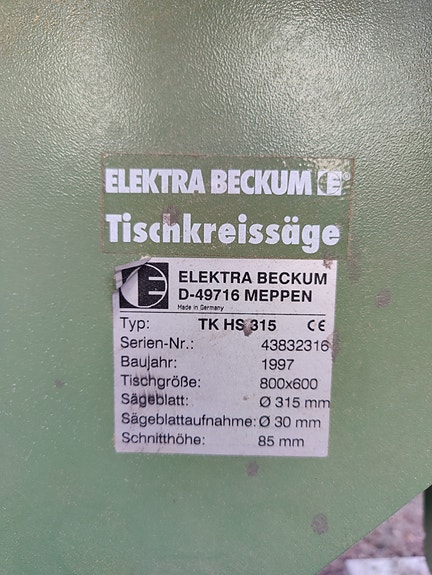 ELEKTRA BECKUM E®
Tischkreissäge
E ELEKTRA BECKUM
D-49716 MEPPEN
Made in Germany
Typ: TK HS 315 CE
Serien-Nr.: 43832316
Baujahr: 1997
Tischgröße: 800x600
Sägeblatt: Ø 315 mm
Sägeblattaufnahme: Ø 30 mm
Schnitthöhe: 85 mm